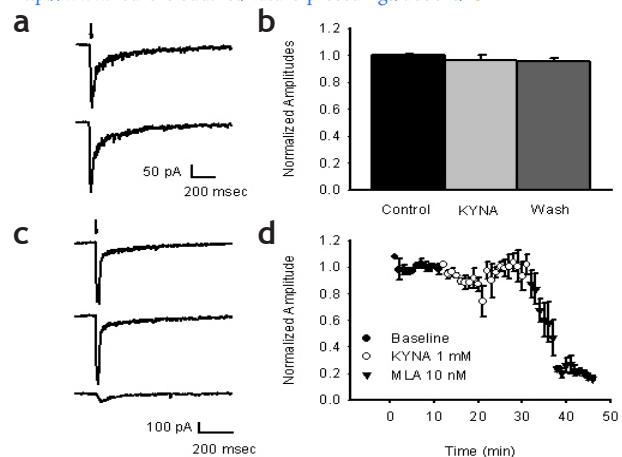 a
50 pA
200 msec
b
Normalized Amplitudes
1.2
1.0
0.8
0.6
0.4
0.2
0.0
Control KYNA Wash
c
100 pA
200 msec
d
Normalized Amplitude
1.2
1.0
0.8
0.6
0.4
0.2
0.0
Baseline
KYNA 1 mM
MLA 10 nM
0 10 20 30 40 50
Time (min)